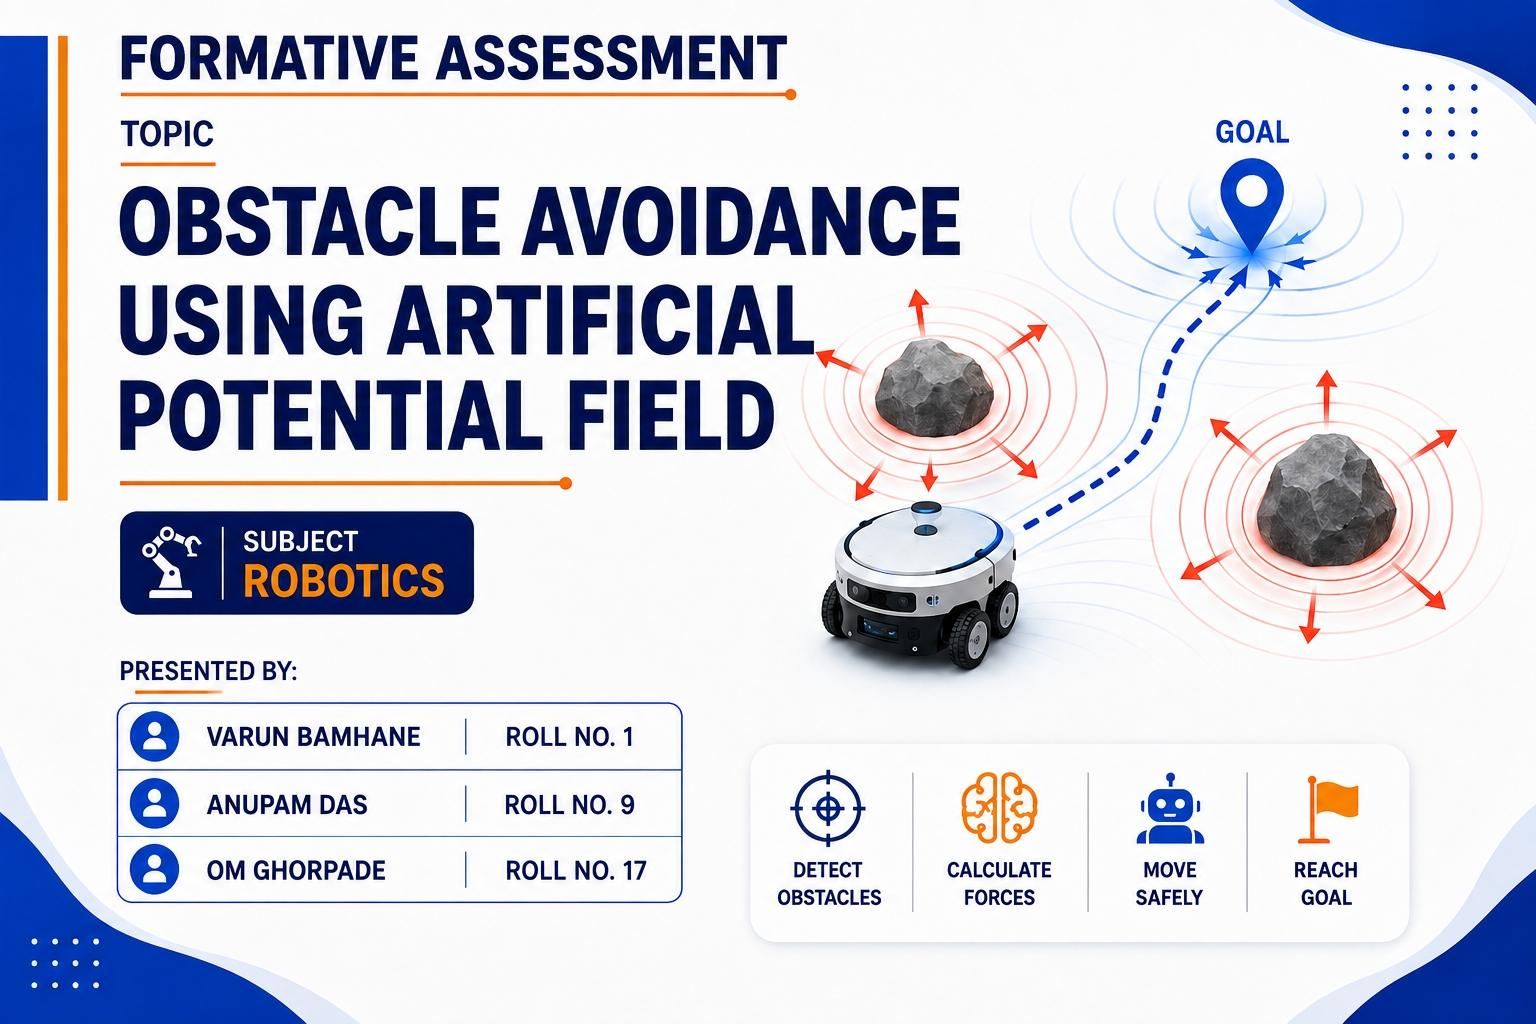 FORMATIVE ASSESSMENT
TOPIC
OBSTACLE AVOIDANCE
USING ARTIFICIAL
POTENTIAL FIELD
SUBJECT
ROBOTICS
PRESENTED BY:
VARUN BAMHANE ROLL NO. 1
ANUPAM DAS ROLL NO. 9
OM GHORPADE ROLL NO. 17
GOAL
DETECT
OBSTACLES
CALCULATE
FORCES
MOVE
SAFELY
REACH
GOAL